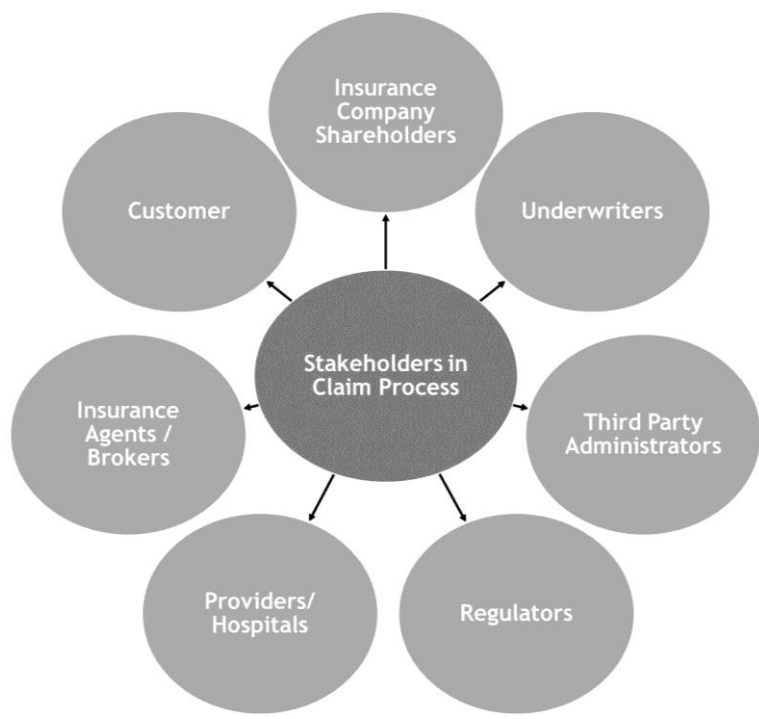 Insurance
Company
Shareholders
Customer
Underwriters
Stakeholders in
Claim Process
Insurance
Agents /
Brokers
Third Party
Administrators
Providers/
Hospitals
Regulators